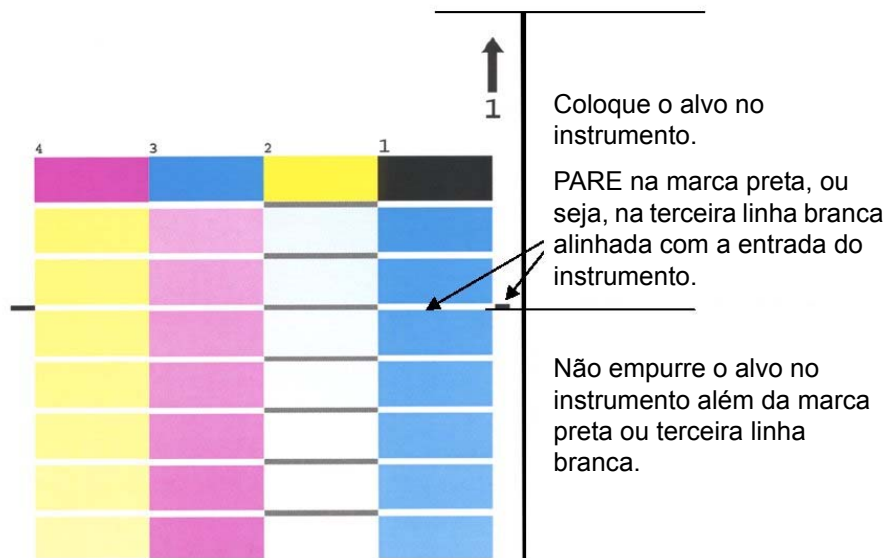 1
4 3 2 1
Coloque o alvo no
instrumento.
PARE na marca preta, ou
seja, na terceira linha branca
alinhada com a entrada do
instrumento.
Não empurre o alvo no
instrumento além da marca
preta ou terceira linha
branca.